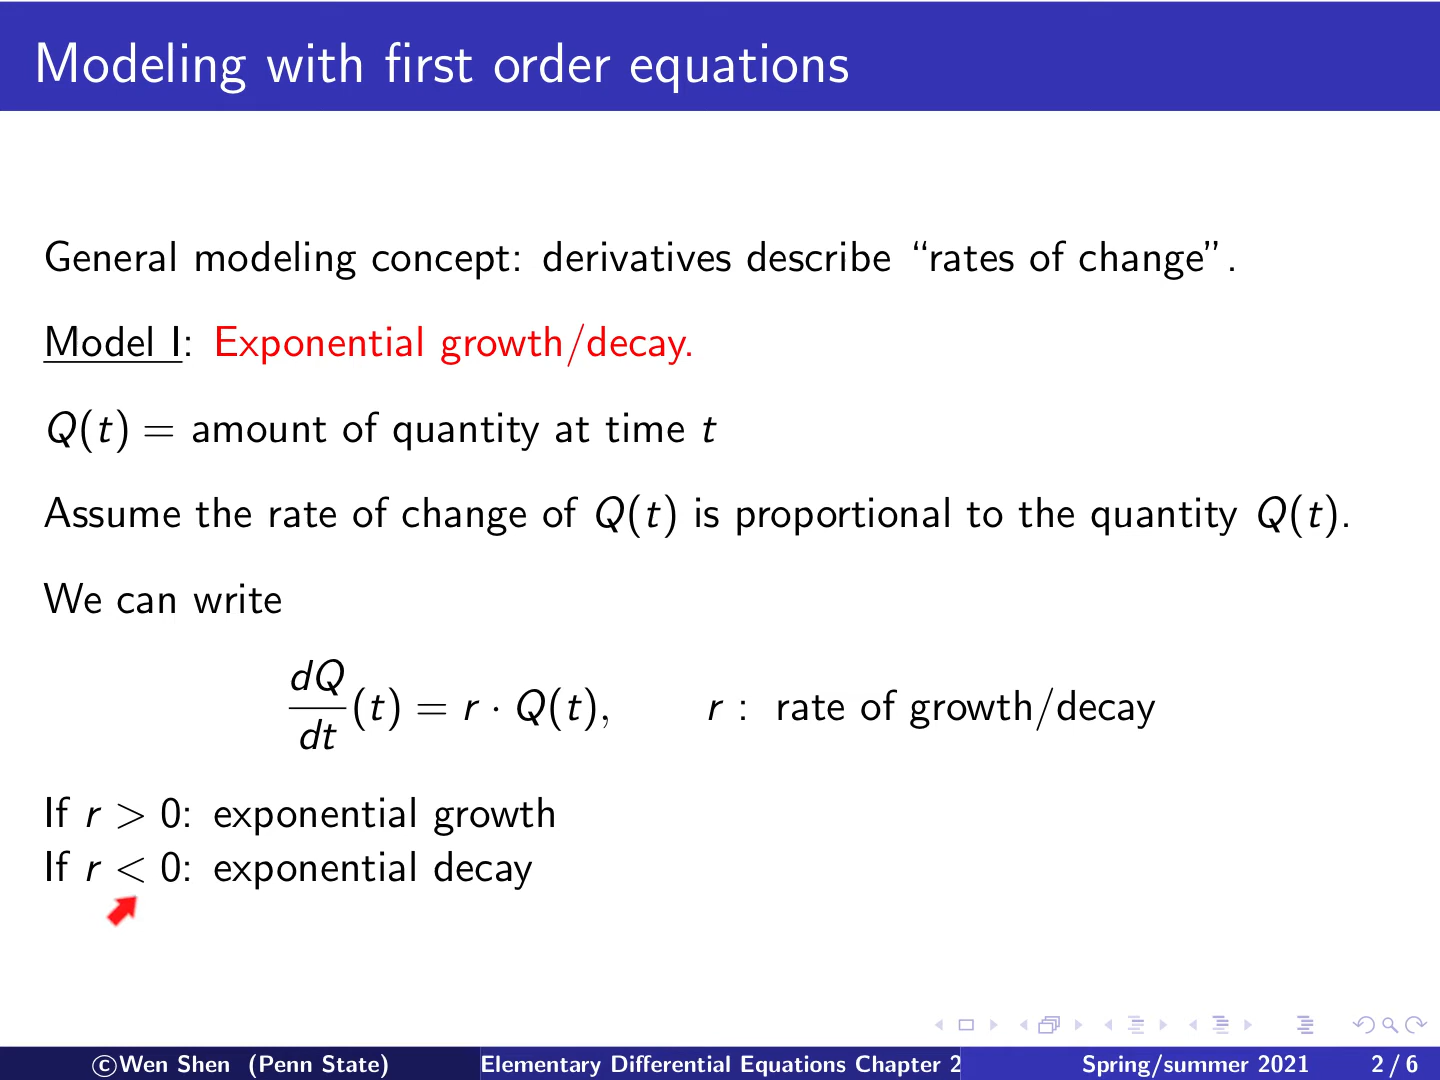 Modeling with first order equations
General modeling concept: derivatives describe “rates of change”.
Model I: Exponential growth/decay.
Q(t) = amount of quantity at time t
Assume the rate of change of Q(t) is proportional to the quantity Q(t).
We can write
dQ/dt (t) = r · Q(t), r : rate of growth/decay
If r > 0: exponential growth
If r < 0: exponential decay
©Wen Shen (Penn State) Elementary Differential Equations Chapter 2 Spring/summer 2021 2 / 6